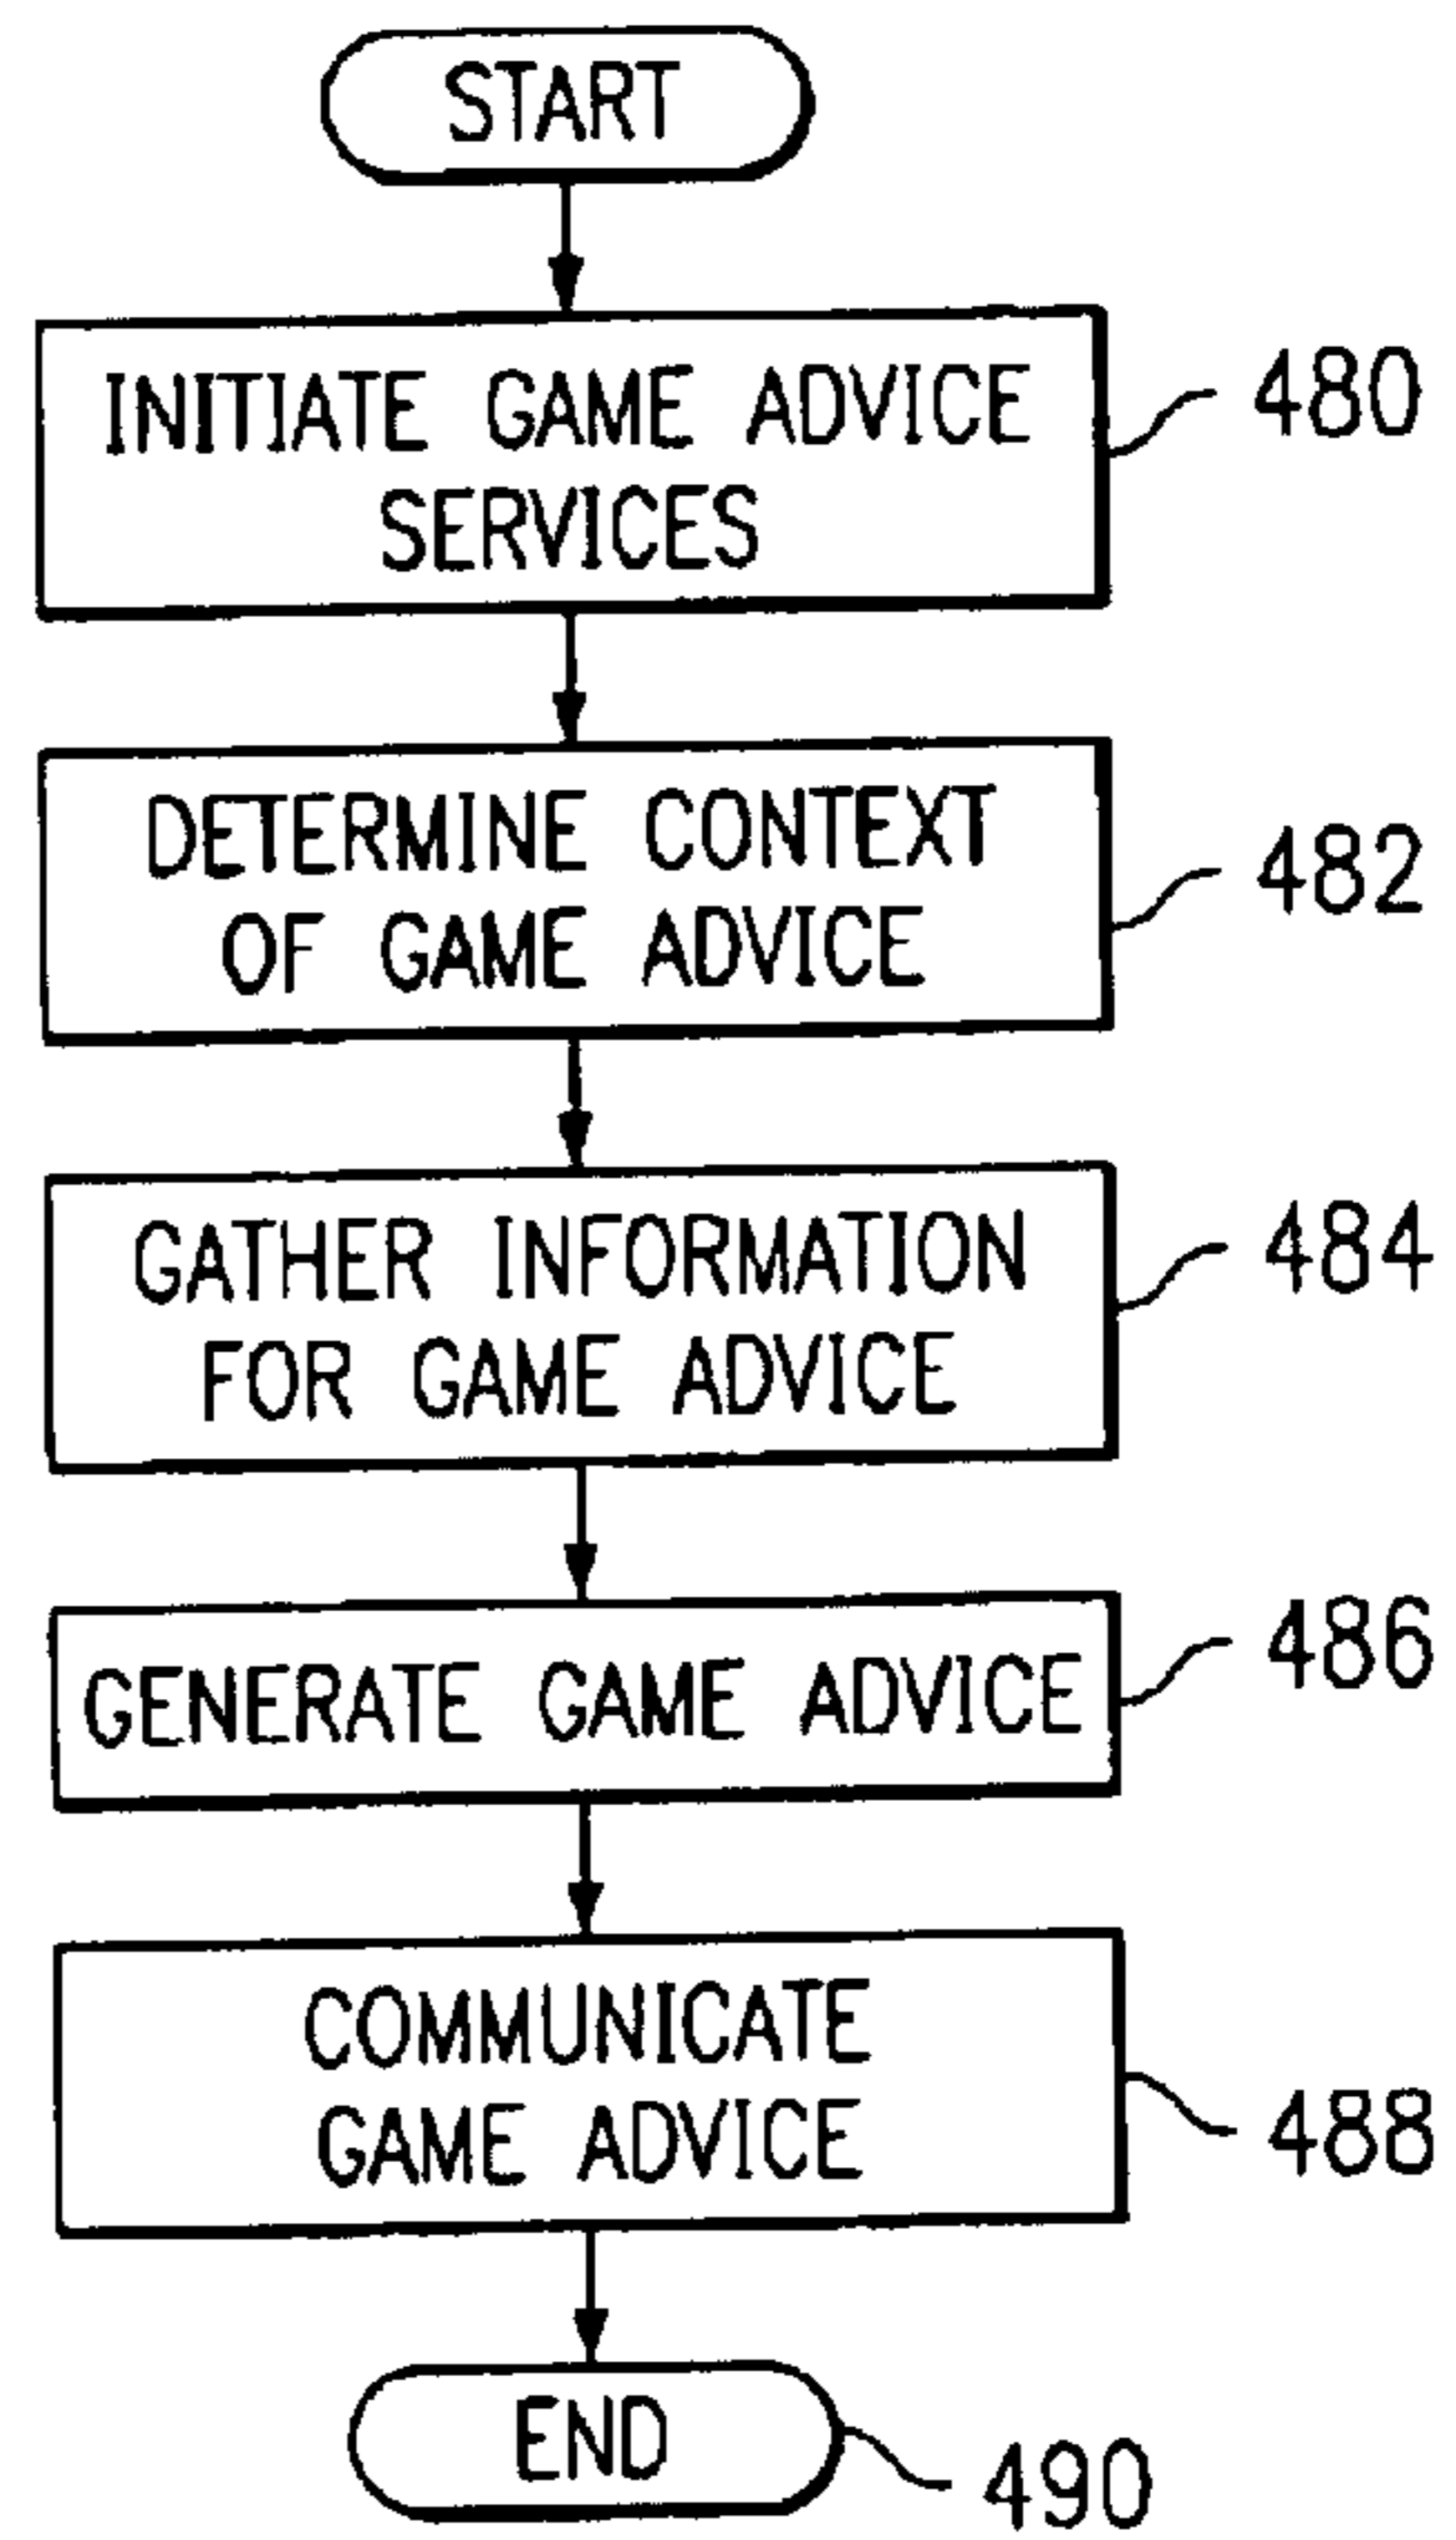 START
INITIATE GAME ADVICE
SERVICES
480
DETERMINE CONTEXT
OF GAME ADVICE
482
GATHER INFORMATION
FOR GAME ADVICE
484
GENERATE GAME ADVICE
486
COMMUNICATE
GAME ADVICE
488
END
490